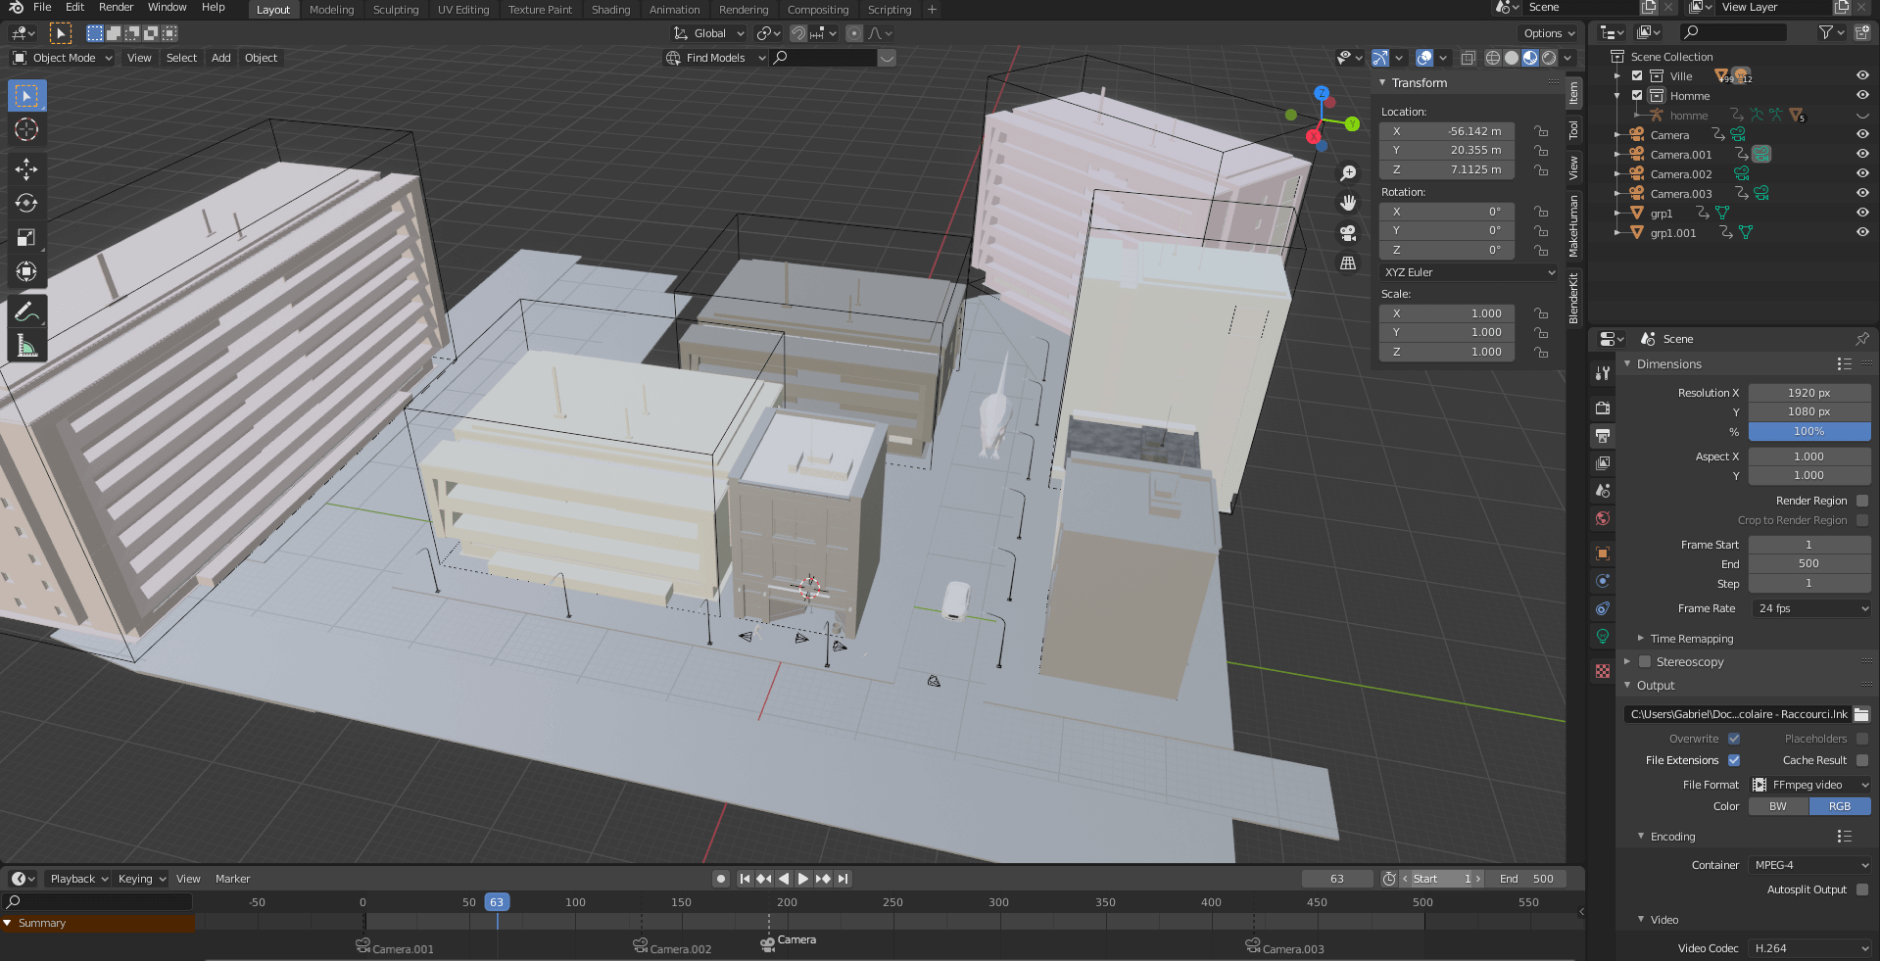 File Edit Render Window Help Layout Modeling Sculpting UV Editing Texture Paint Shading Animation Rendering Compositing Scripting + Scene View Layer
Global Options
Object Mode View Select Add Object Find Models
Transform
Location:
X -56.142 m
Y 20.355 m
Z 7.1125 m
Rotation:
X 0°
Y 0°
Z 0°
XYZ Euler
Scale:
X 1.000
Y 1.000
Z 1.000
Item
Tool
View
MakeHuman
BlenderKit
Z
Y
X
Scene Collection
Ville 99 12
Homme
homme 5
Camera
Camera.001
Camera.002
Camera.003
grp1
grp1.001
Scene
Dimensions
Resolution X 1920 px
Y 1080 px
% 100%
Aspect X 1.000
Y 1.000
Render Region
Crop to Render Region
Frame Start 1
End 500
Step 1
Frame Rate 24 fps
Time Remapping
Stereoscopy
Output
C:\Users\Gabriel\Doc...colaire - Raccourci.lnk
Overwrite Placeholders
File Extensions Cache Result
File Format FFmpeg video
Color BW RGB
Encoding
Container MPEG-4
Autosplit Output
Video
Video Codec H.264
Playback Keying View Marker 63 Start 1 End 500
-50 0 50 63 100 150 200 250 300 350 400 450 500 550
Summary
Camera.001 Camera.002 Camera Camera.003